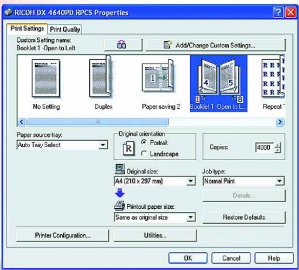 RICOH DX 4640PD RPCS Properties
Print Settings Print Quality
Custom Setting name:
Booklet 1 :Open to Left
Add/Change Custom Settings...
No Setting
Duplex
Paper saving 2
Booklet 1 :Open to L...
Repeat 1
Paper source tray:
Auto Tray Select
Original orientation
Portrait
Landscape
Copies:
4000
Original size:
A4 (210 x 297 mm)
Job type:
Normal Print
Details...
Printout paper size:
Same as original size
Restore Defaults
Printer Configuration...
Utilities...
OK
Cancel
Help